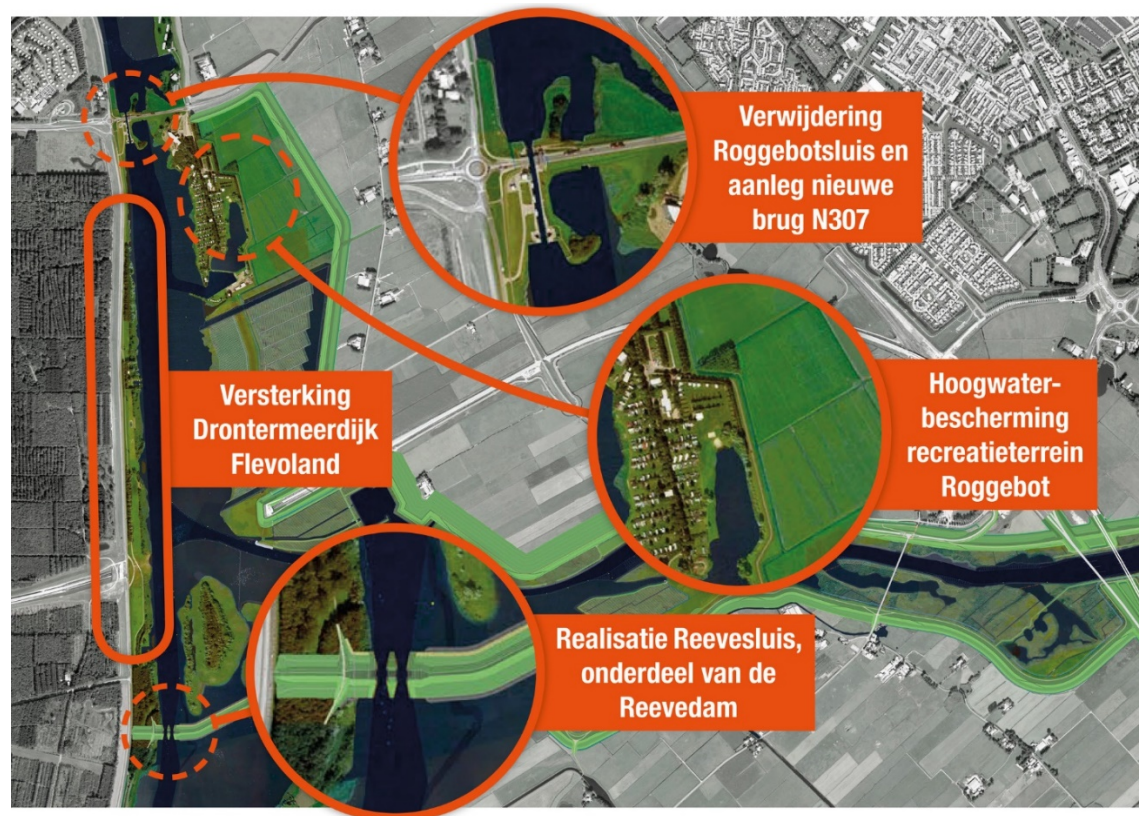 Verwijdering
Roggebotsluis en
aanleg nieuwe
brug N307
Versterking
Drontermeerdijk
Flevoland
Hoogwater-
bescherming
recreatieterrein
Roggebot
Realisatie Reevesluis,
onderdeel van de
Reevedam